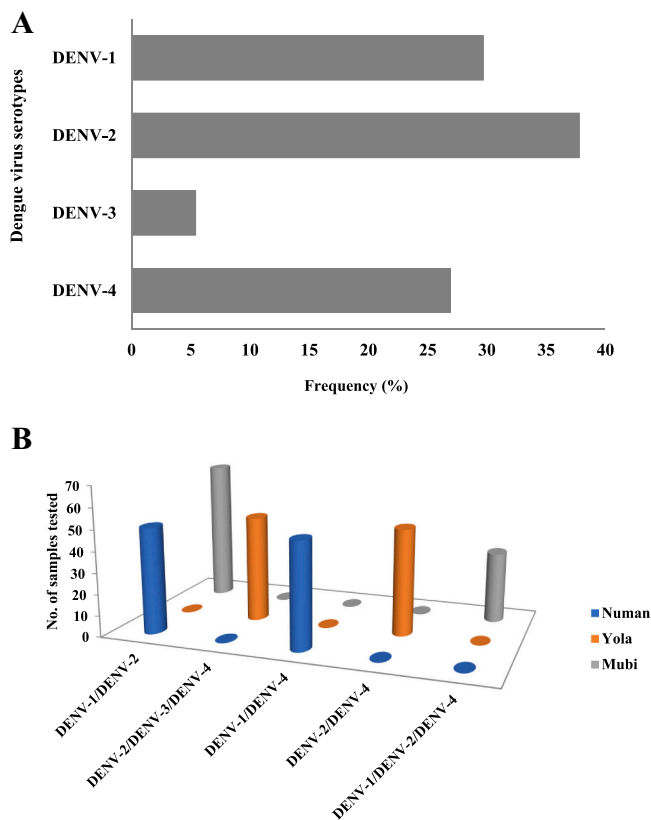 A
Dengue virus serotypes
DENV-1
DENV-2
DENV-3
DENV-4
0 5 10 15 20 25 30 35 40
Frequency (%)
B
No. of samples tested
70
60
50
40
30
20
10
0
DENV-1/DENV-2
DENV-2/DENV-3/DENV-4
DENV-1/DENV-4
DENV-2/DENV-4
DENV-1/DENV-2/DENV-4
Numan
Yola
Mubi